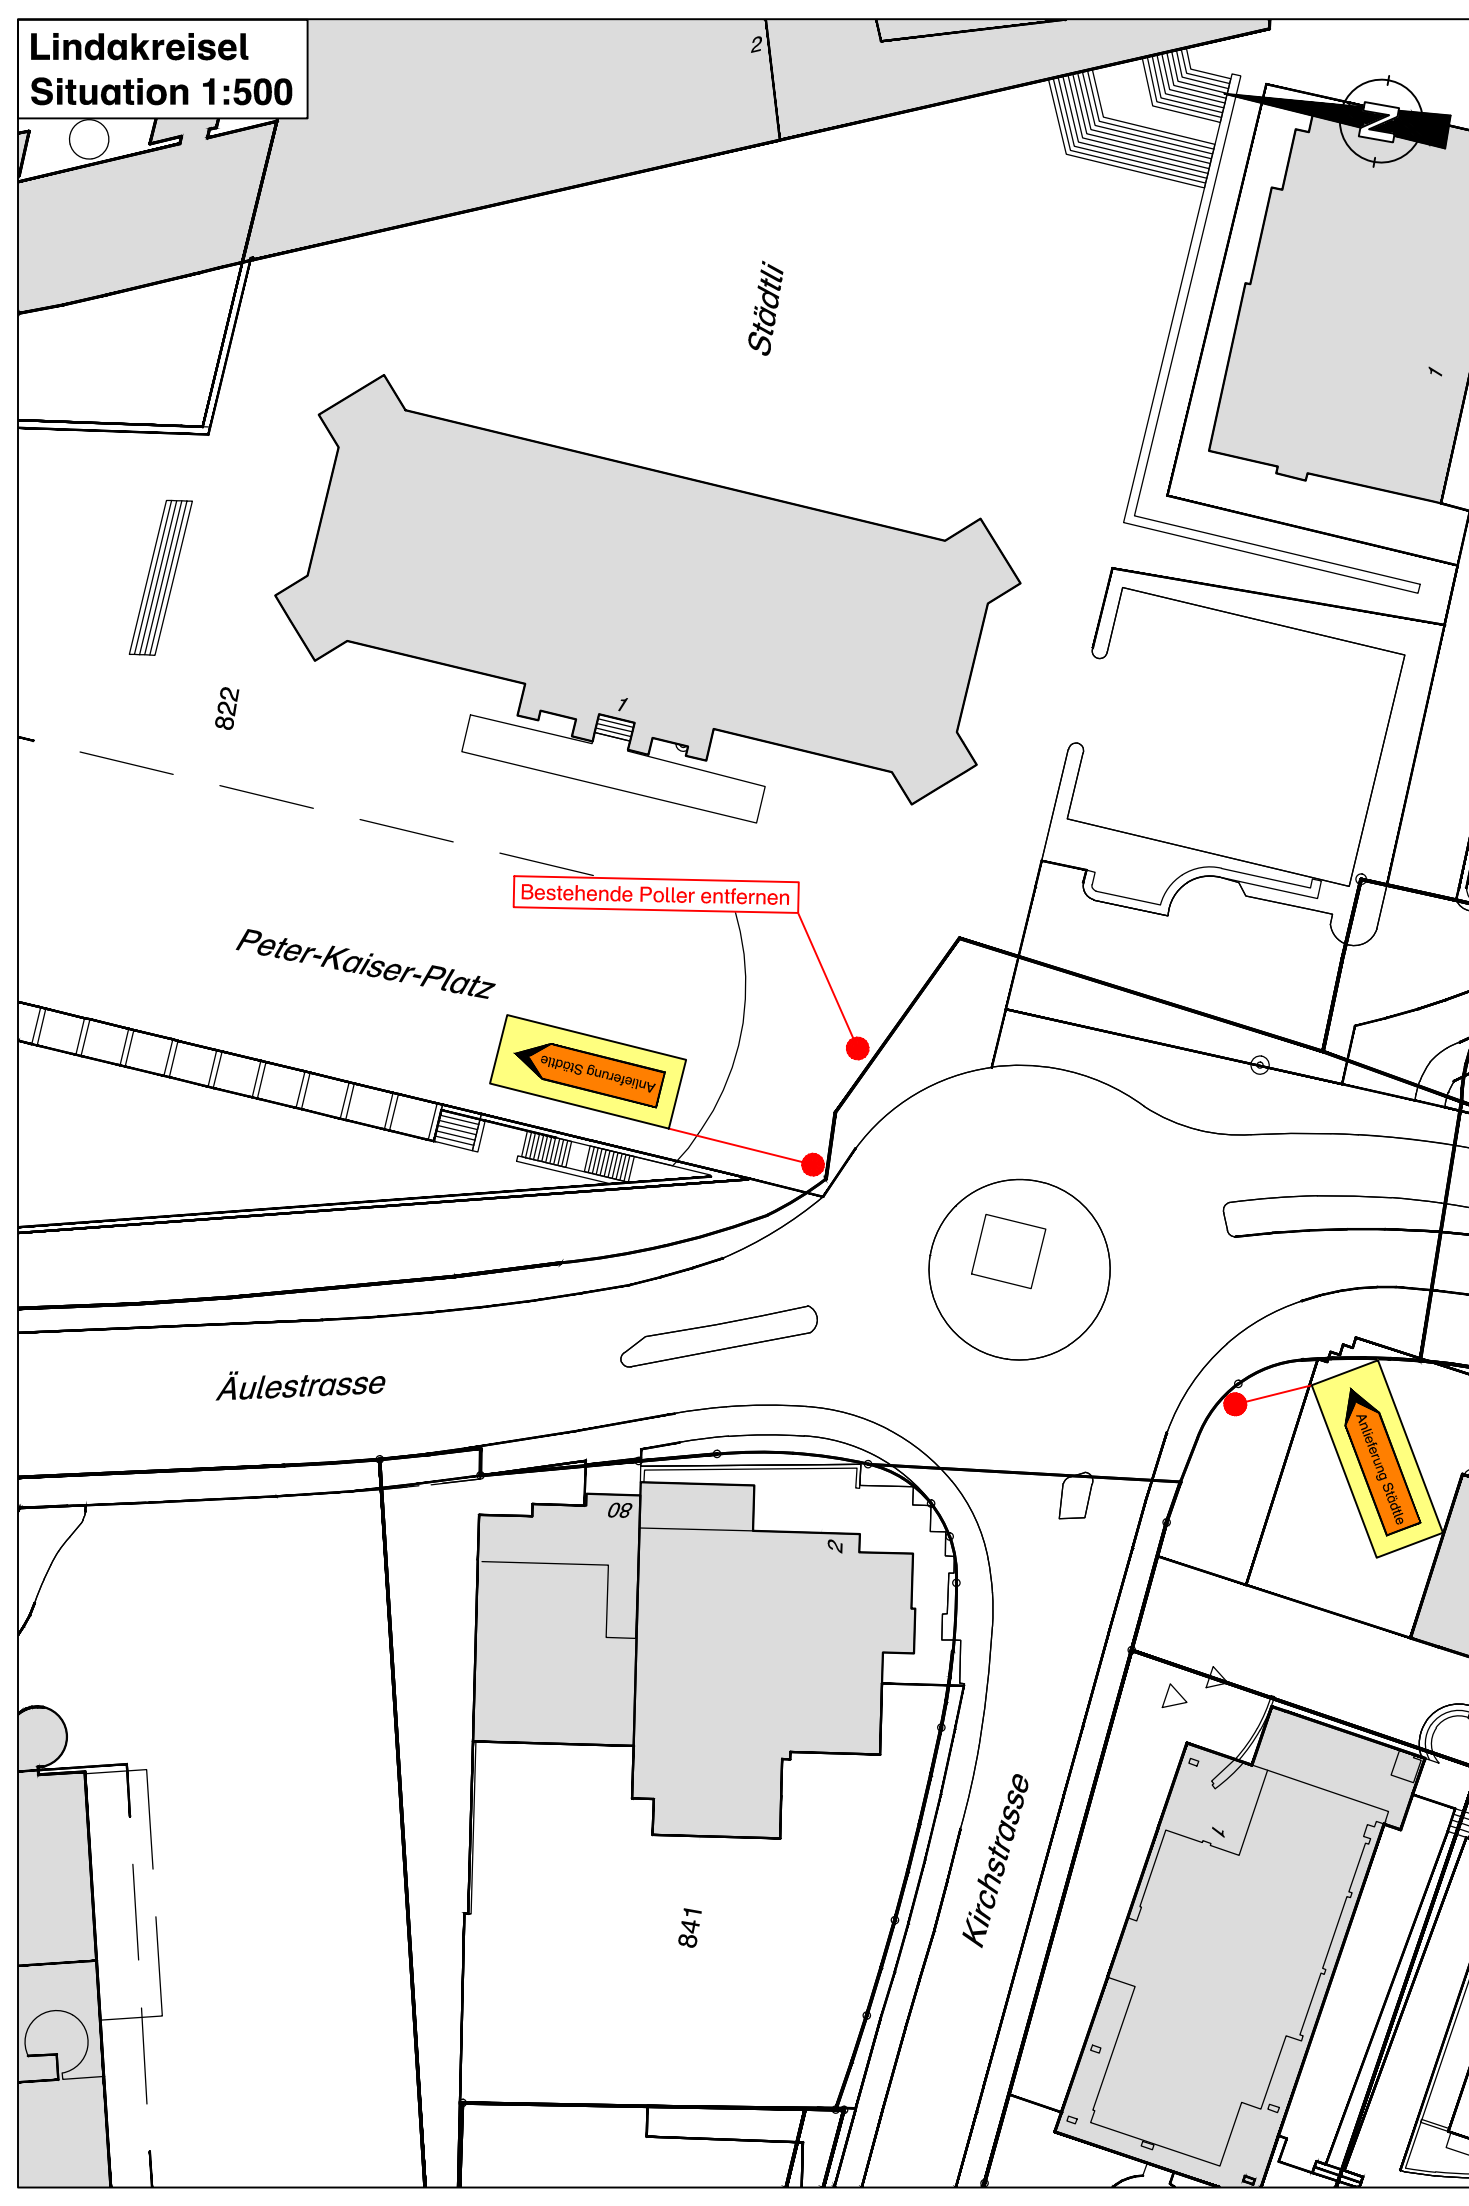 Lindakreisel
Situation 1:500
2
N
Städtli
1
1
822
Bestehende Poller entfernen
Peter-Kaiser-Platz
Anlieferung Städtle
Äulestrasse
Anlieferung Städtle
80
2
1
Kirchstrasse
841